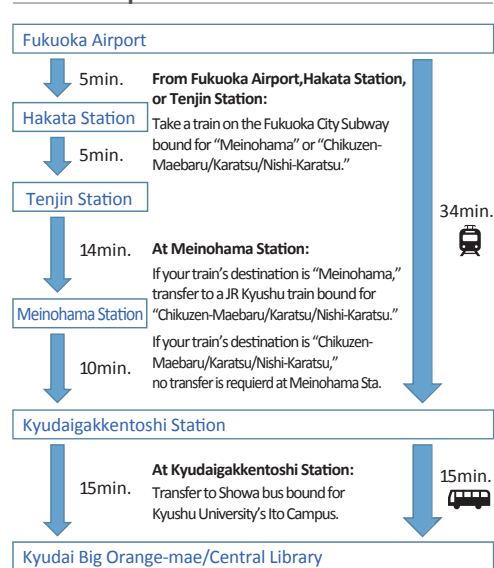 Fukuoka Airport
5min.
From Fukuoka Airport,Hakata Station,
or Tenjin Station:
Hakata Station
Take a train on the Fukuoka City Subway
bound for “Meinohama” or “Chikuzen-
Maebaru/Karatsu/Nishi-Karatsu.”
5min.
Tenjin Station
34min.
14min.
At Meinohama Station:
If your train’s destination is “Meinohama,”
transfer to a JR Kyushu train bound for
“Chikuzen-Maebaru/Karatsu/Nishi-Karatsu.”
Meinohama Station
If your train’s destination is “Chikuzen-
Maebaru/Karatsu/Nishi-Karatsu,”
no transfer is requierd at Meinohama Sta.
10min.
Kyudaigakkentoshi Station
15min.
At Kyudaigakkentoshi Station:
Transfer to Showa bus bound for
Kyushu University’s Ito Campus.
15min.
Kyudai Big Orange-mae/Central Library